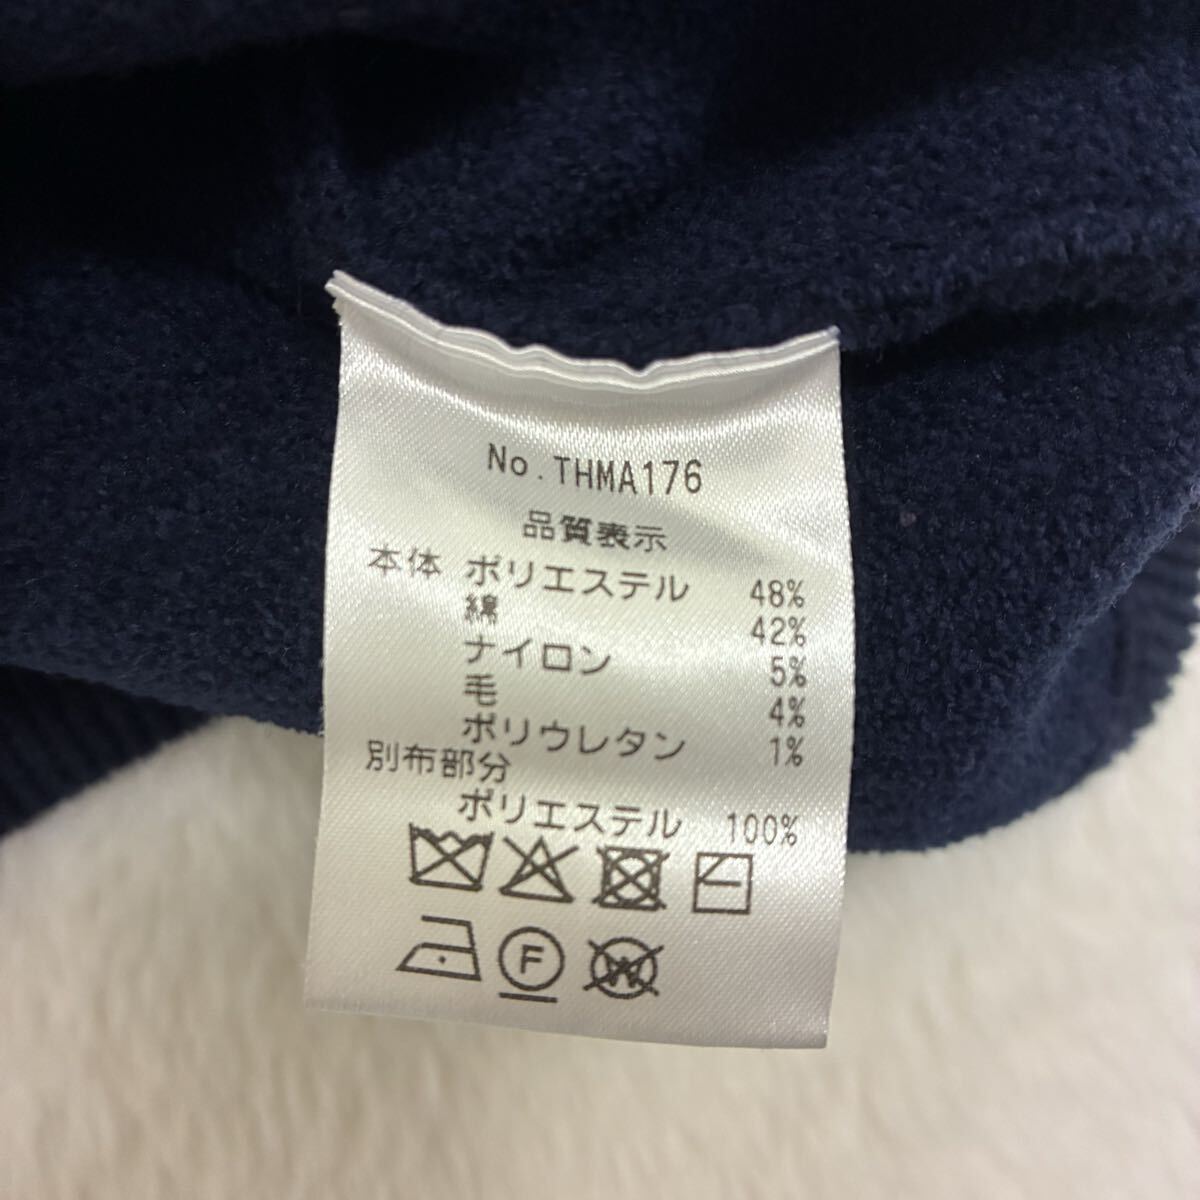 No.THMA176
品質表示
本体 ポリエステル 48%
綿 42%
ナイロン 5%
毛 4%
ポリウレタン 1%
別布部分
ポリエステル 100%
F W